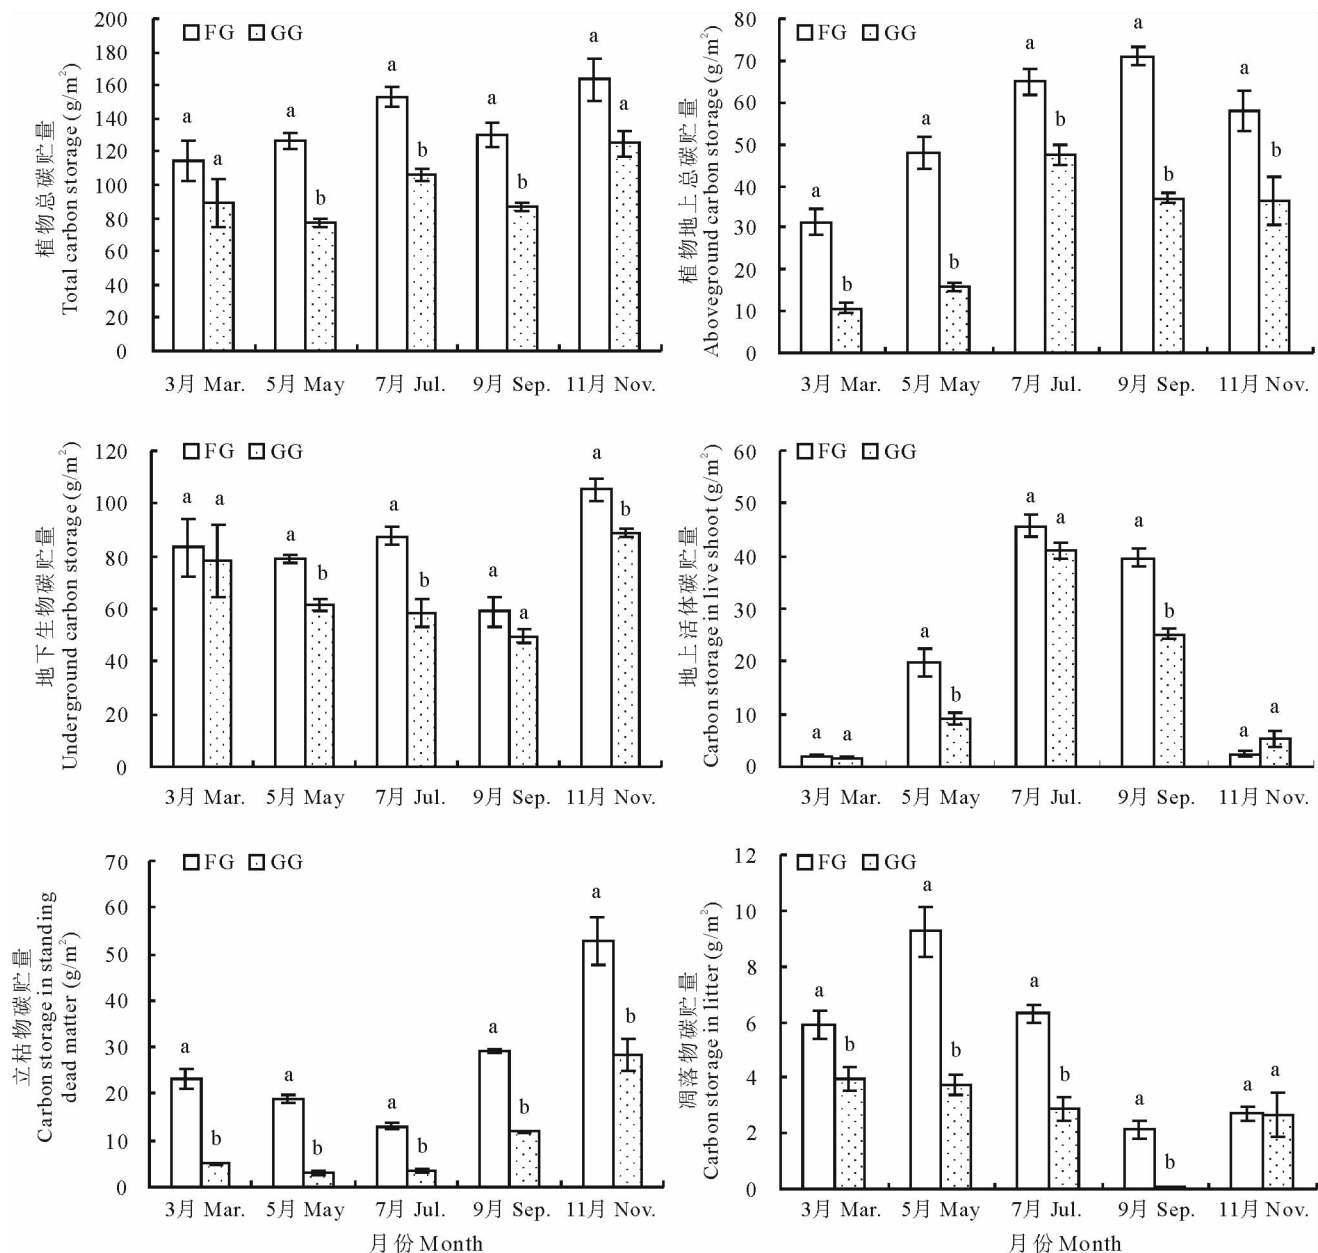 植物总碳贮量
Total carbon storage (g/m²)
200
180
160
140
120
100
80
60
40
20
0
FG GG
a a a b a b a b a a
3月 Mar. 5月 May 7月 Jul. 9月 Sep. 11月 Nov.
植物地上总碳贮量
Aboveground carbon storage (g/m²)
80
70
60
50
40
30
20
10
0
FG GG
a b a b a b a b a b
3月 Mar. 5月 May 7月 Jul. 9月 Sep. 11月 Nov.
地下生物碳贮量
Underground carbon storage (g/m²)
120
100
80
60
40
20
0
FG GG
a a a b a b a a a b
3月 Mar. 5月 May 7月 Jul. 9月 Sep. 11月 Nov.
地上活体碳贮量
Carbon storage in live shoot (g/m²)
60
50
40
30
20
10
0
FG GG
a a a b a a a b a a
3月 Mar. 5月 May 7月 Jul. 9月 Sep. 11月 Nov.
立枯物碳贮量
Carbon storage in standing
dead matter (g/m²)
70
60
50
40
30
20
10
0
FG GG
a b a b a b a b a b
3月 Mar. 5月 May 7月 Jul. 9月 Sep. 11月 Nov.
月份 Month
凋落物碳贮量
Carbon storage in litter (g/m²)
12
10
8
6
4
2
0
FG GG
a b a b a b a b a a
3月 Mar. 5月 May 7月 Jul. 9月 Sep. 11月 Nov.
月份 Month